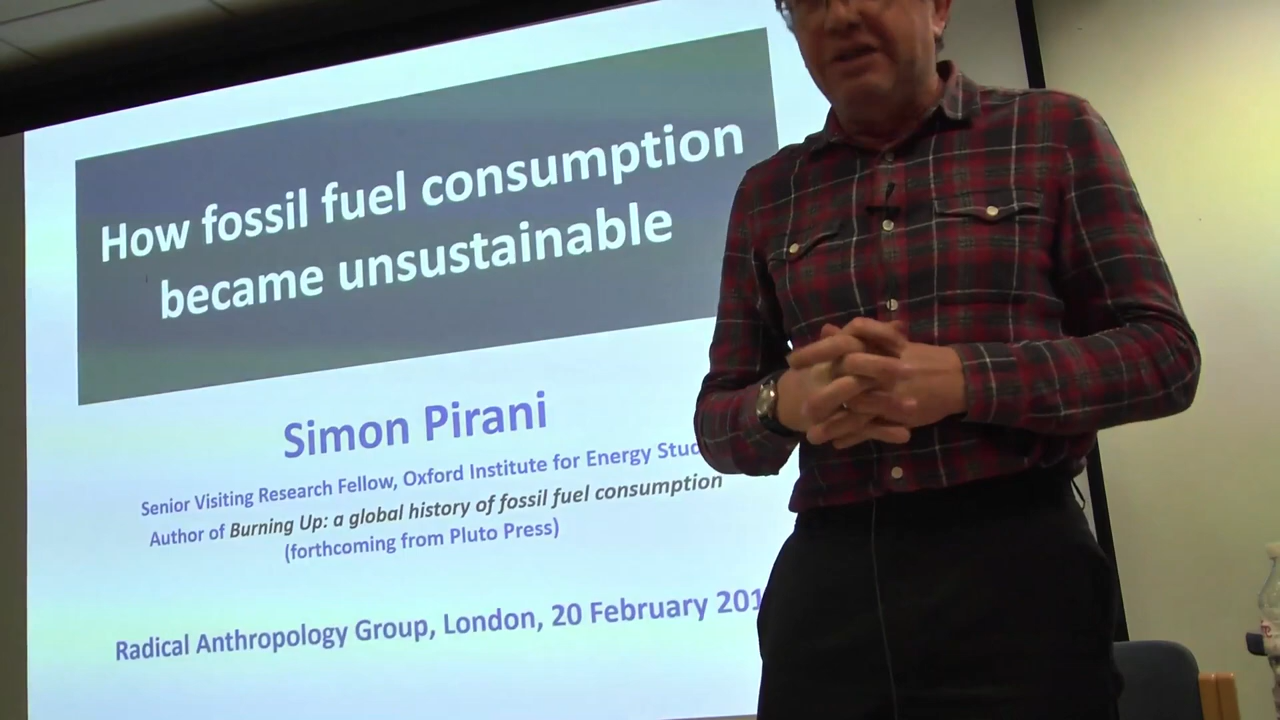 How fossil fuel consumption
became unsustainable
Simon Pirani
Senior Visiting Research Fellow, Oxford Institute for Energy
Author of Burning Up: a global history of fossil fuel consumption
(forthcoming from Pluto Press)
Radical Anthropology Group, London, 20 February